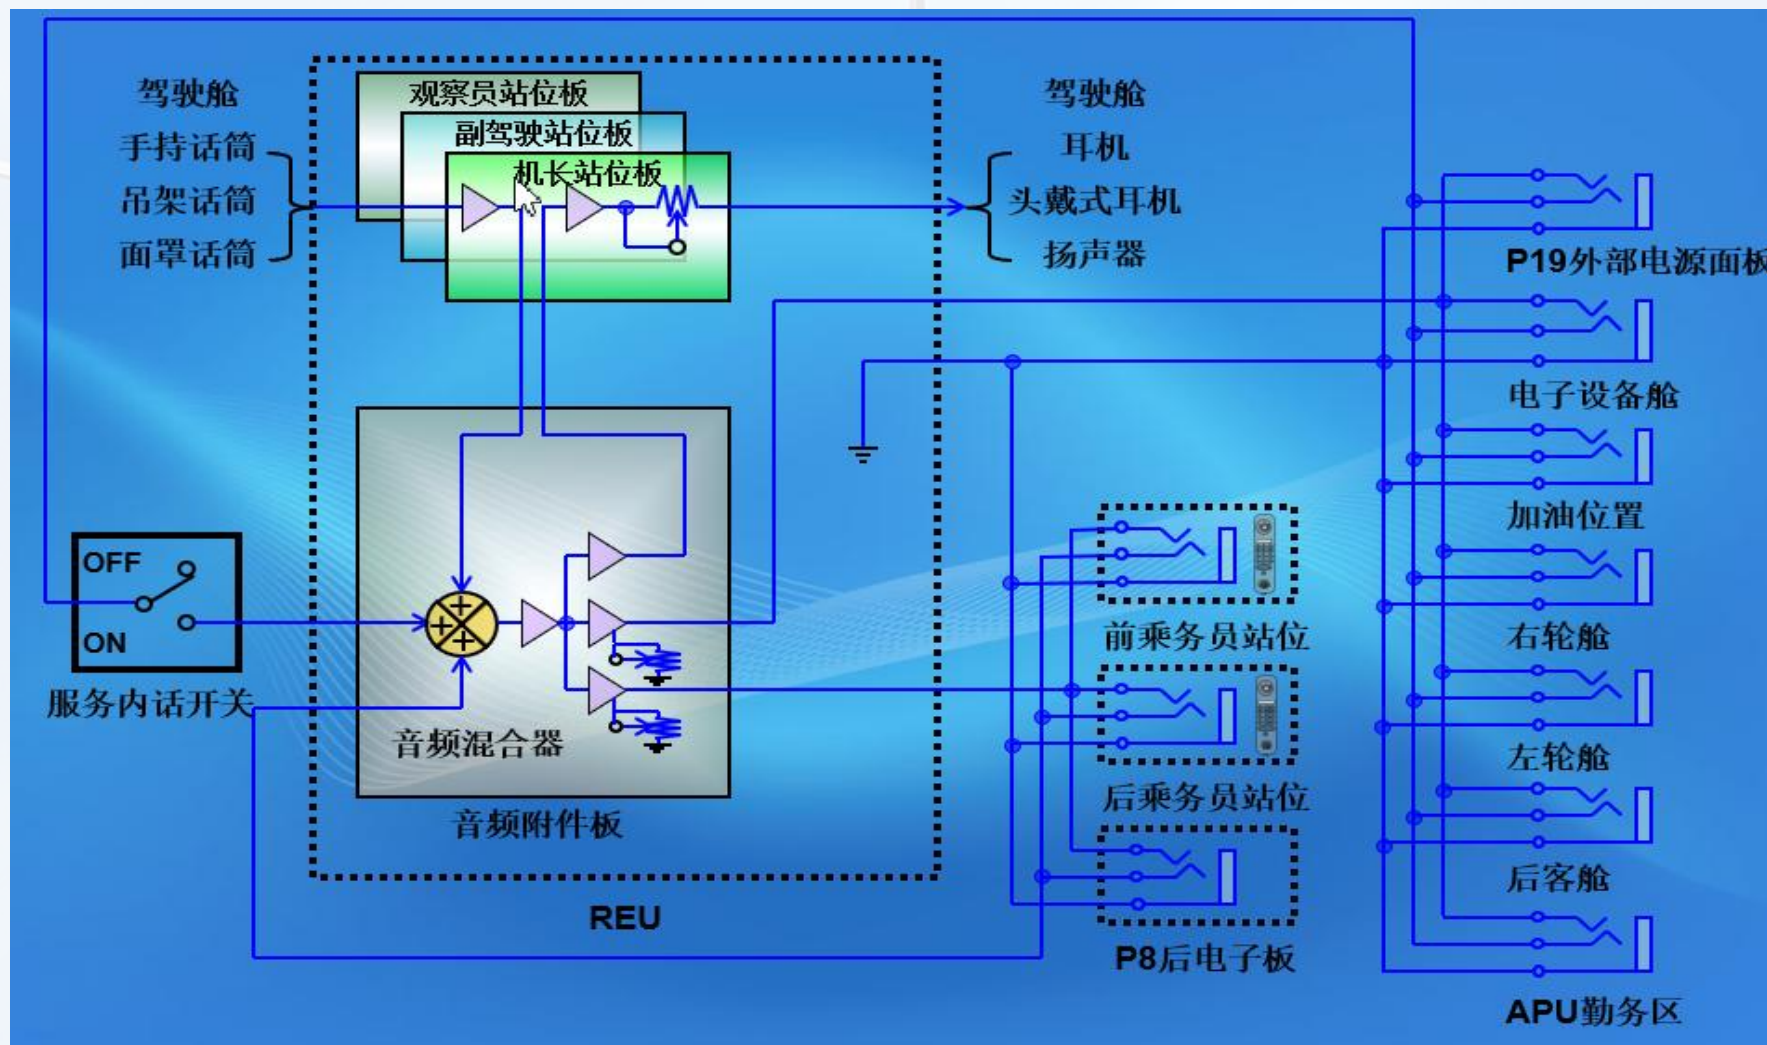 驾驶舱
手持话筒
吊架话筒
面罩话筒
观察员站位板
副驾驶站位板
机长站位板
驾驶舱
耳机
头戴式耳机
扬声器
P19外部电源面板
电子设备舱
加油位置
右轮舱
左轮舱
后客舱
APU勤务区
OFF
ON
服务内话开关
音频混合器
音频附件板
REU
前乘务员站位
后乘务员站位
P8后电子板